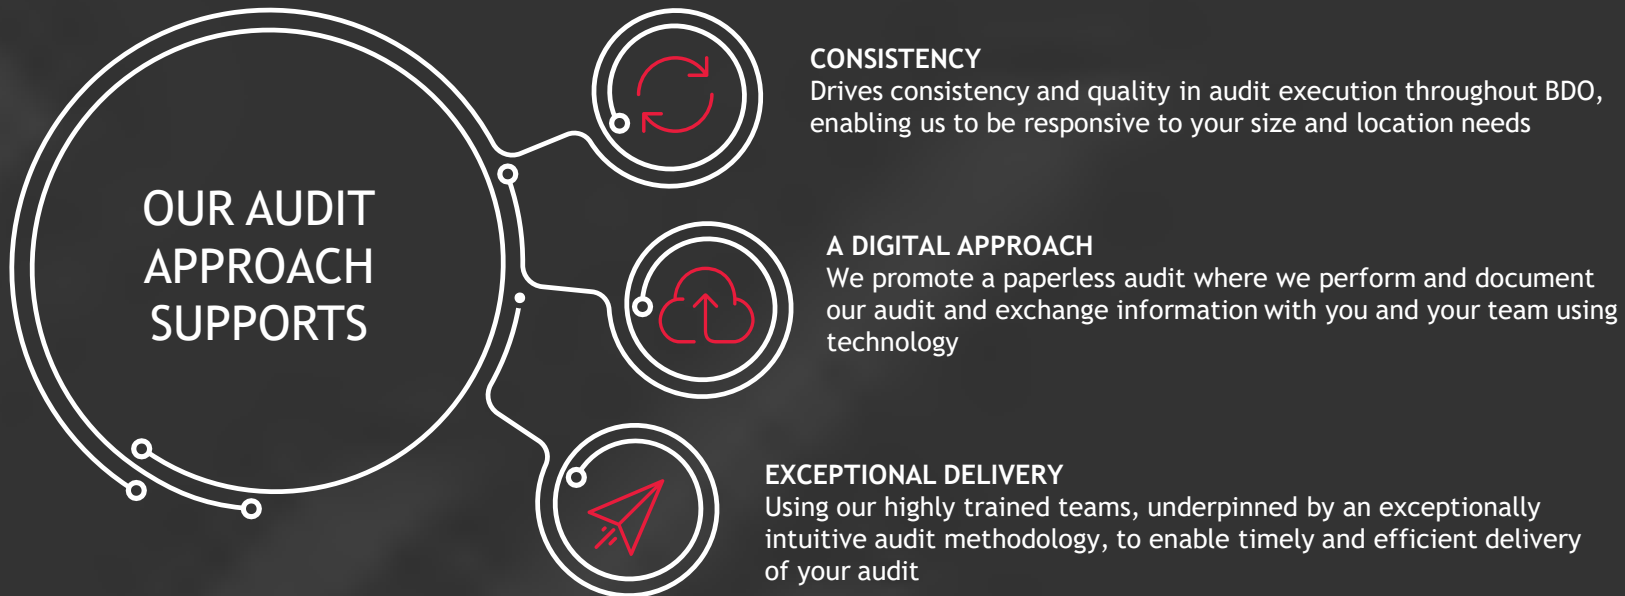 OUR AUDIT
APPROACH
SUPPORTS
CONSISTENCY
Drives consistency and quality in audit execution throughout BDO,
enabling us to be responsive to your size and location needs
A DIGITAL APPROACH
We promote a paperless audit where we perform and document
our audit and exchange information with you and your team using
technology
EXCEPTIONAL DELIVERY
Using our highly trained teams, underpinned by an exceptionally
intuitive audit methodology, to enable timely and efficient delivery
of your audit